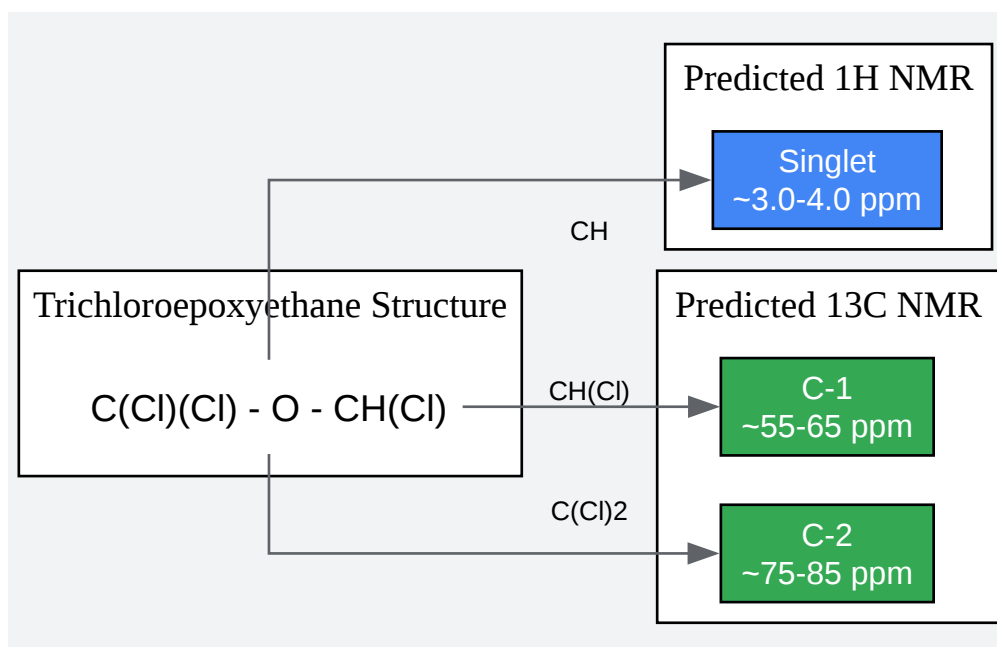 Predicted 1H NMR
Singlet
~3.0-4.0 ppm
CH
Trichloroepoxyethane Structure
C(Cl)(Cl) - O - CH(Cl)
CH(Cl)
C(Cl)2
Predicted 13C NMR
C-1
~55-65 ppm
C-2
~75-85 ppm